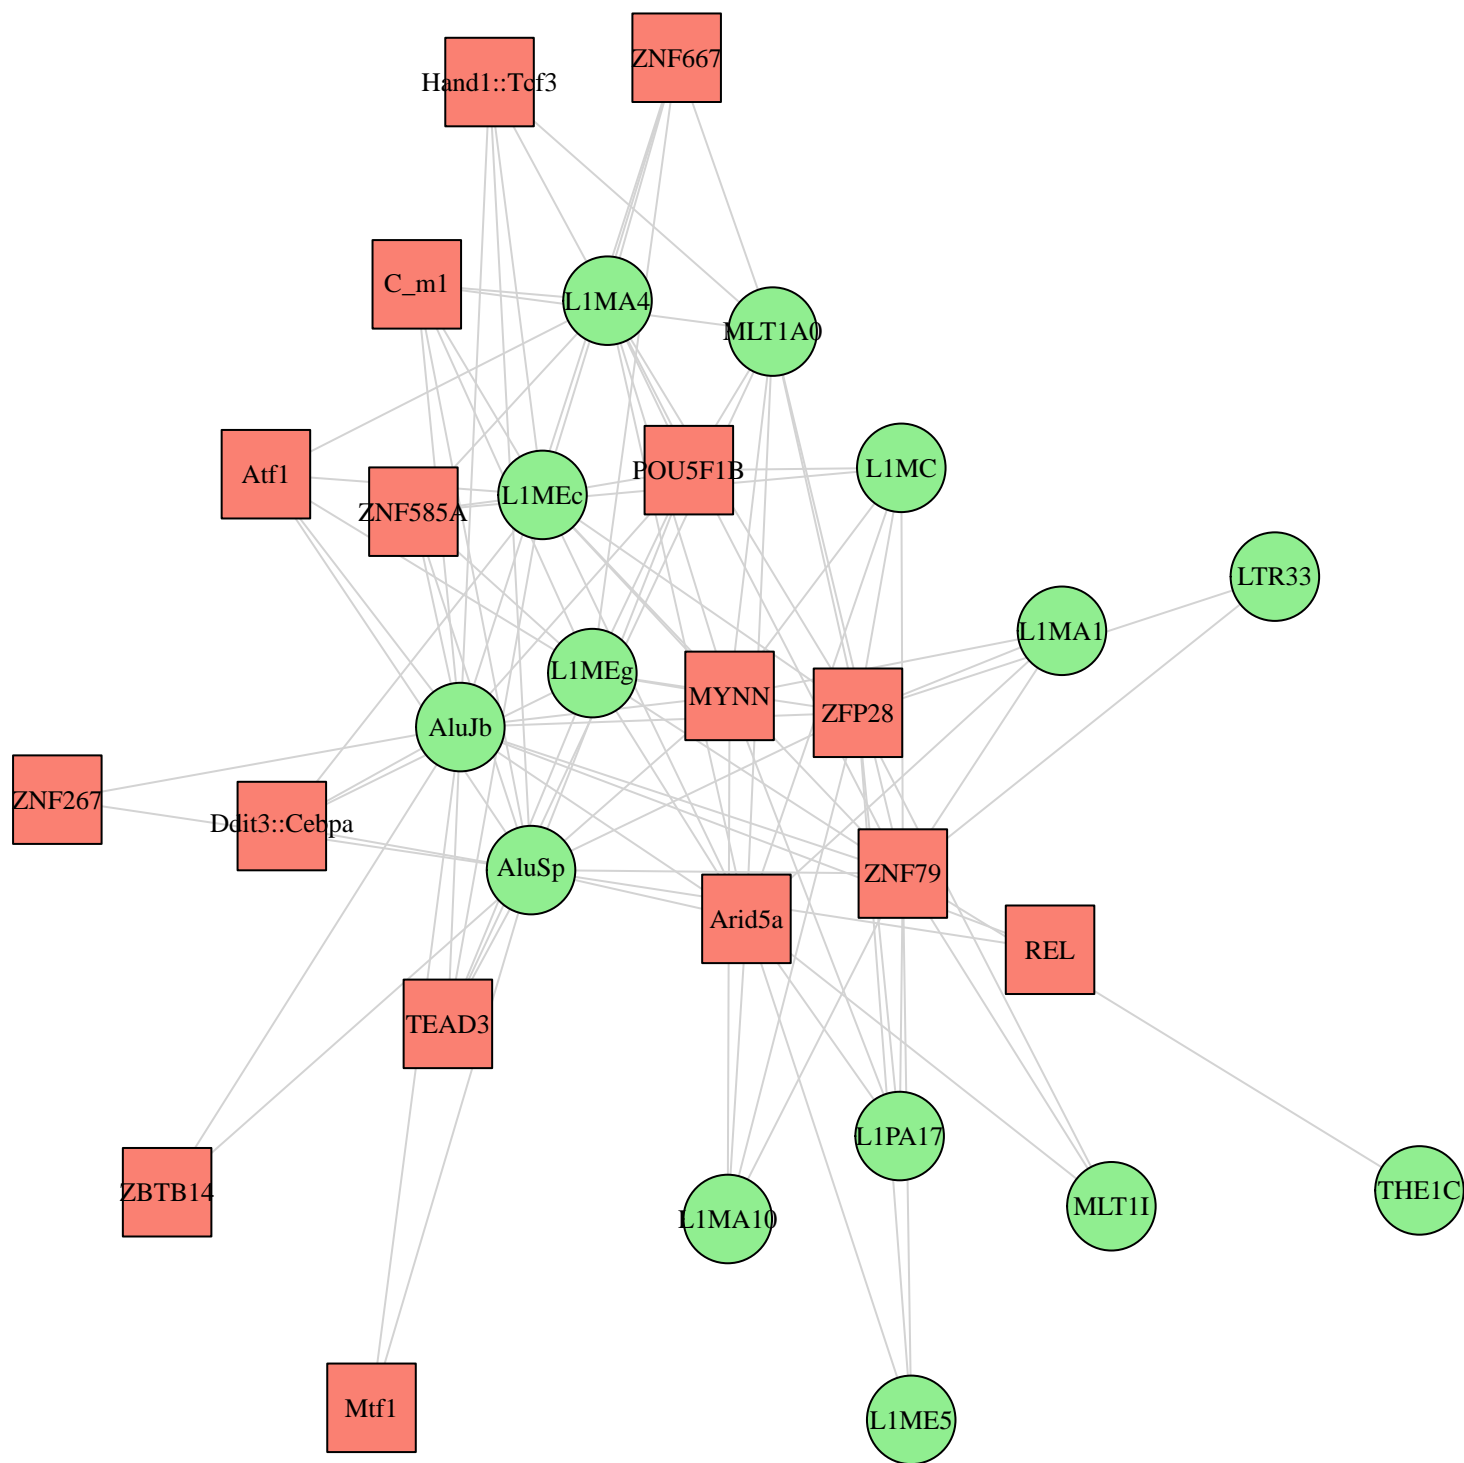 ZNF667
Hand1::Tcf3
C_m1
L1MA4
MLT1A0
Atf1
POU5F1B
L1MC
L1MEc
ZNF585A
LTR33
L1MA1
L1MEg
MYNN
ZFP28
AluJb
ZNF267
Ddit3::Cebpa
AluSp
ZNF79
Arid5a
REL
TEAD3
L1PA17
ZBTB14
THE1C
MLT1I
L1MA10
Mtf1
L1ME5